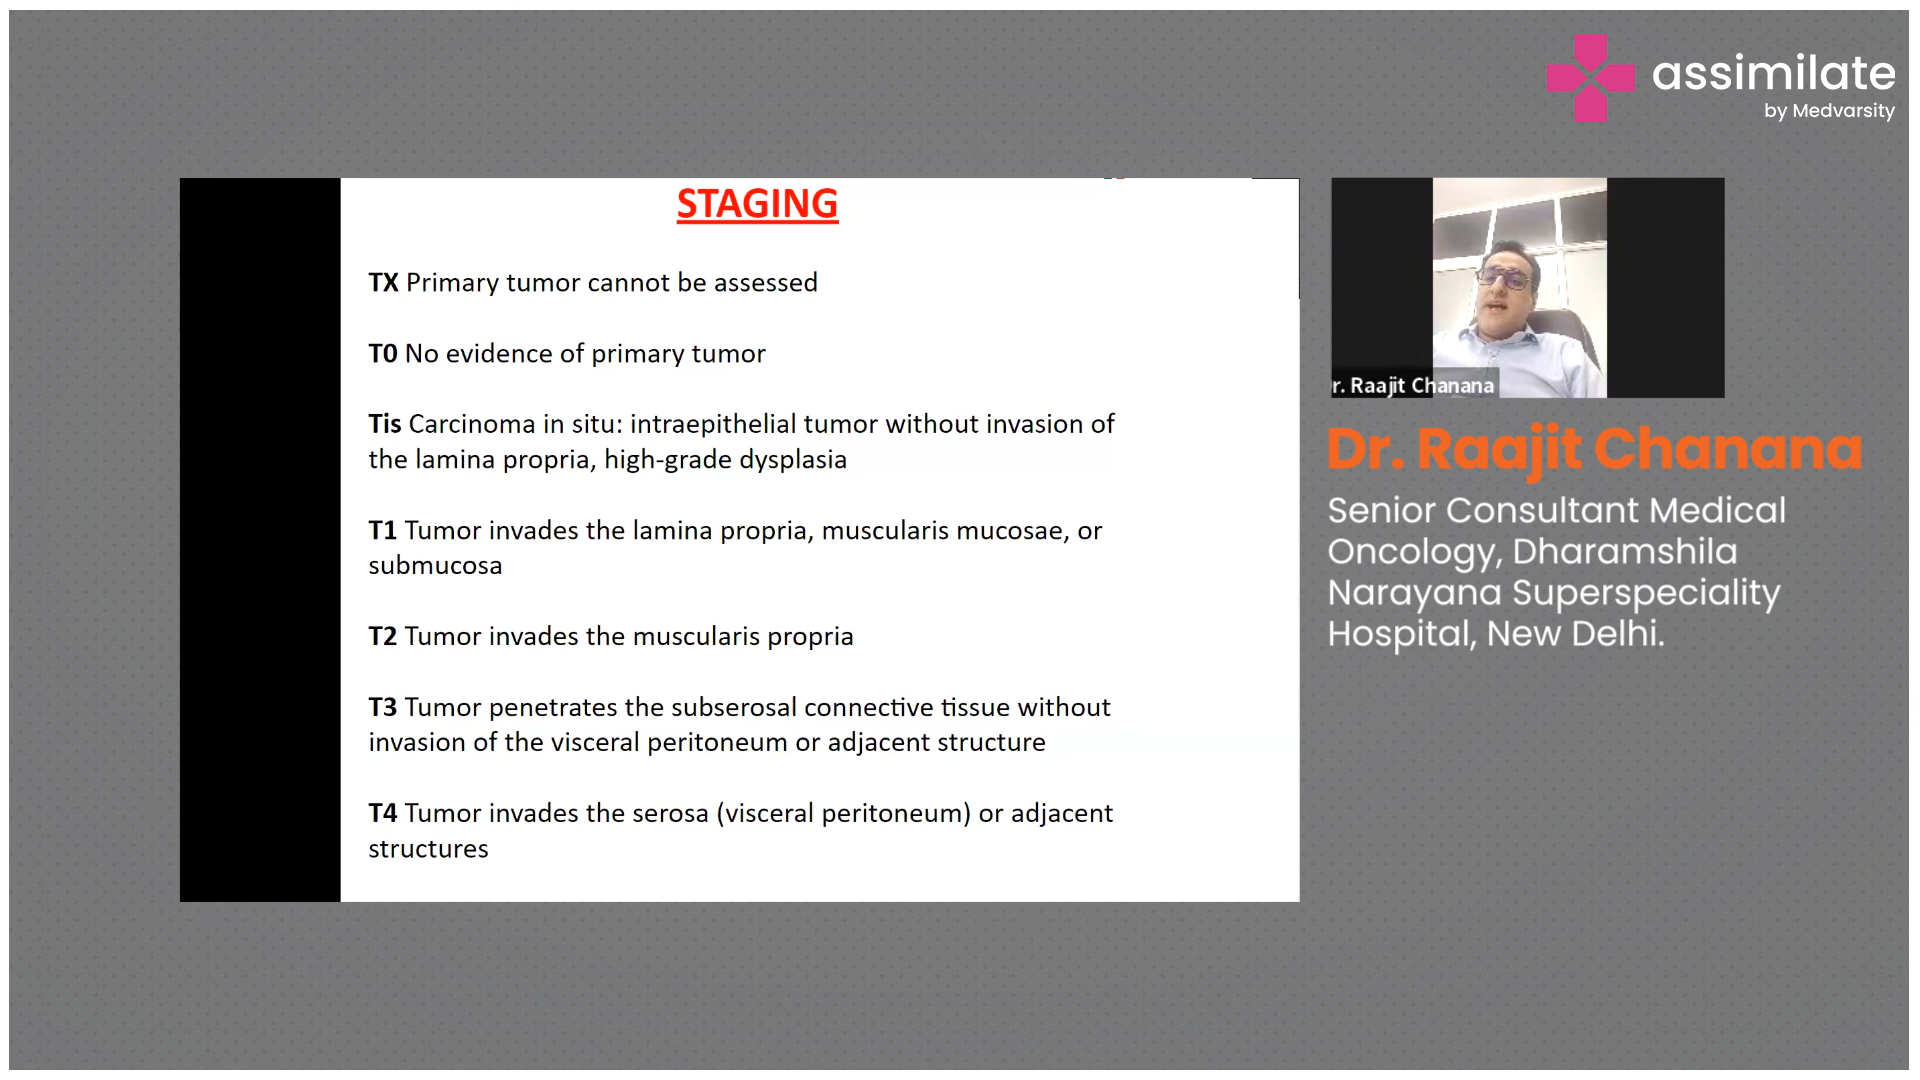 assimilate
by Medvarsity
STAGING
TX Primary tumor cannot be assessed
T0 No evidence of primary tumor
Tis Carcinoma in situ: intraepithelial tumor without invasion of
the lamina propria, high-grade dysplasia
T1 Tumor invades the lamina propria, muscularis mucosae, or
submucosa
T2 Tumor invades the muscularis propria
T3 Tumor penetrates the subserosal connective tissue without
invasion of the visceral peritoneum or adjacent structure
T4 Tumor invades the serosa (visceral peritoneum) or adjacent
structures
r. Raajit Chanana
Dr. Raajit Chanana
Senior Consultant Medical
Oncology, Dharamshila
Narayana Superspeciality
Hospital, New Delhi.